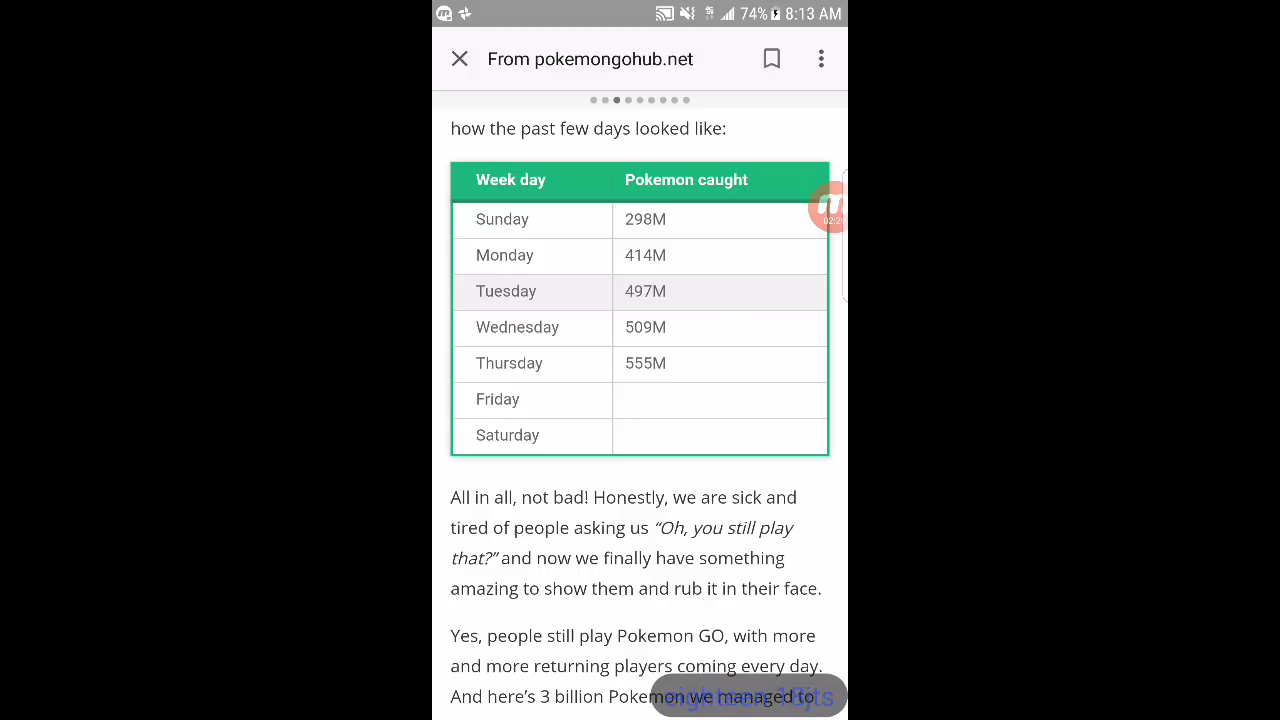 74% 8:13 AM
From pokemongohub.net
how the past few days looked like:
Week day Pokemon caught
Sunday 298M
Monday 414M
Tuesday 497M
Wednesday 509M
Thursday 555M
Friday
Saturday
All in all, not bad! Honestly, we are sick and
tired of people asking us “Oh, you still play
that?” and now we finally have something
amazing to show them and rub it in their face.
Yes, people still play Pokemon GO, with more
and more returning players coming every day.
And here's 3 billion Pokemon we managed to
eighteen 18jts